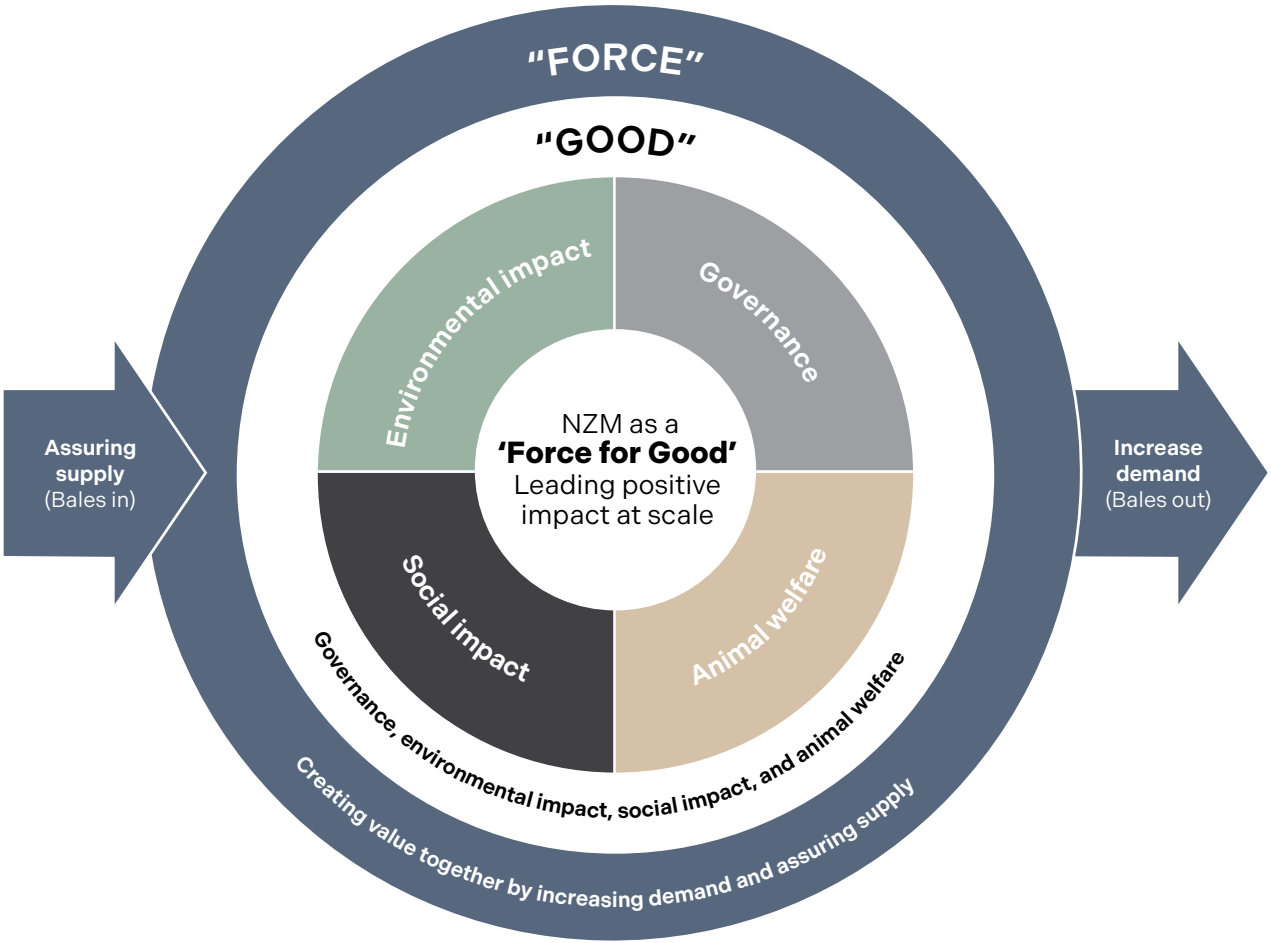 “FORCE”
“GOOD”
Environmental impact
Governance
NZM as a
‘Force for Good’
Leading positive
impact at scale
Assuring
supply
(Bales in)
Increase
demand
(Bales out)
Social impact
Animal welfare
Governance, environmental impact, social impact, and animal welfare
Creating value together by increasing demand and assuring supply